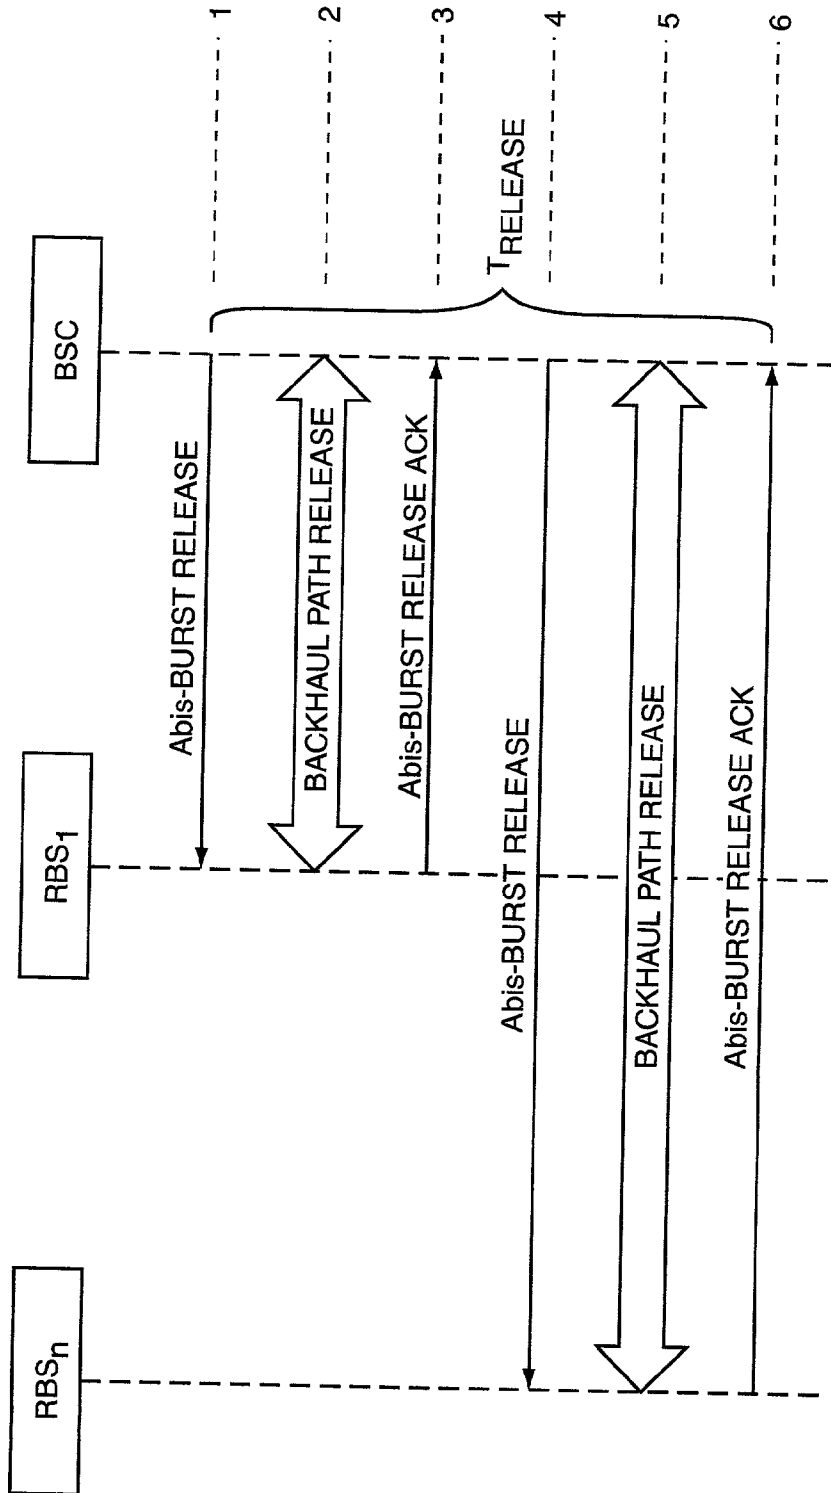 RBSn
RBS1
BSC
Abis-BURST RELEASE
1
BACKHAUL PATH RELEASE
2
Abis-BURST RELEASE ACK
3
TRELEASE
Abis-BURST RELEASE
4
BACKHAUL PATH RELEASE
5
Abis-BURST RELEASE ACK
6